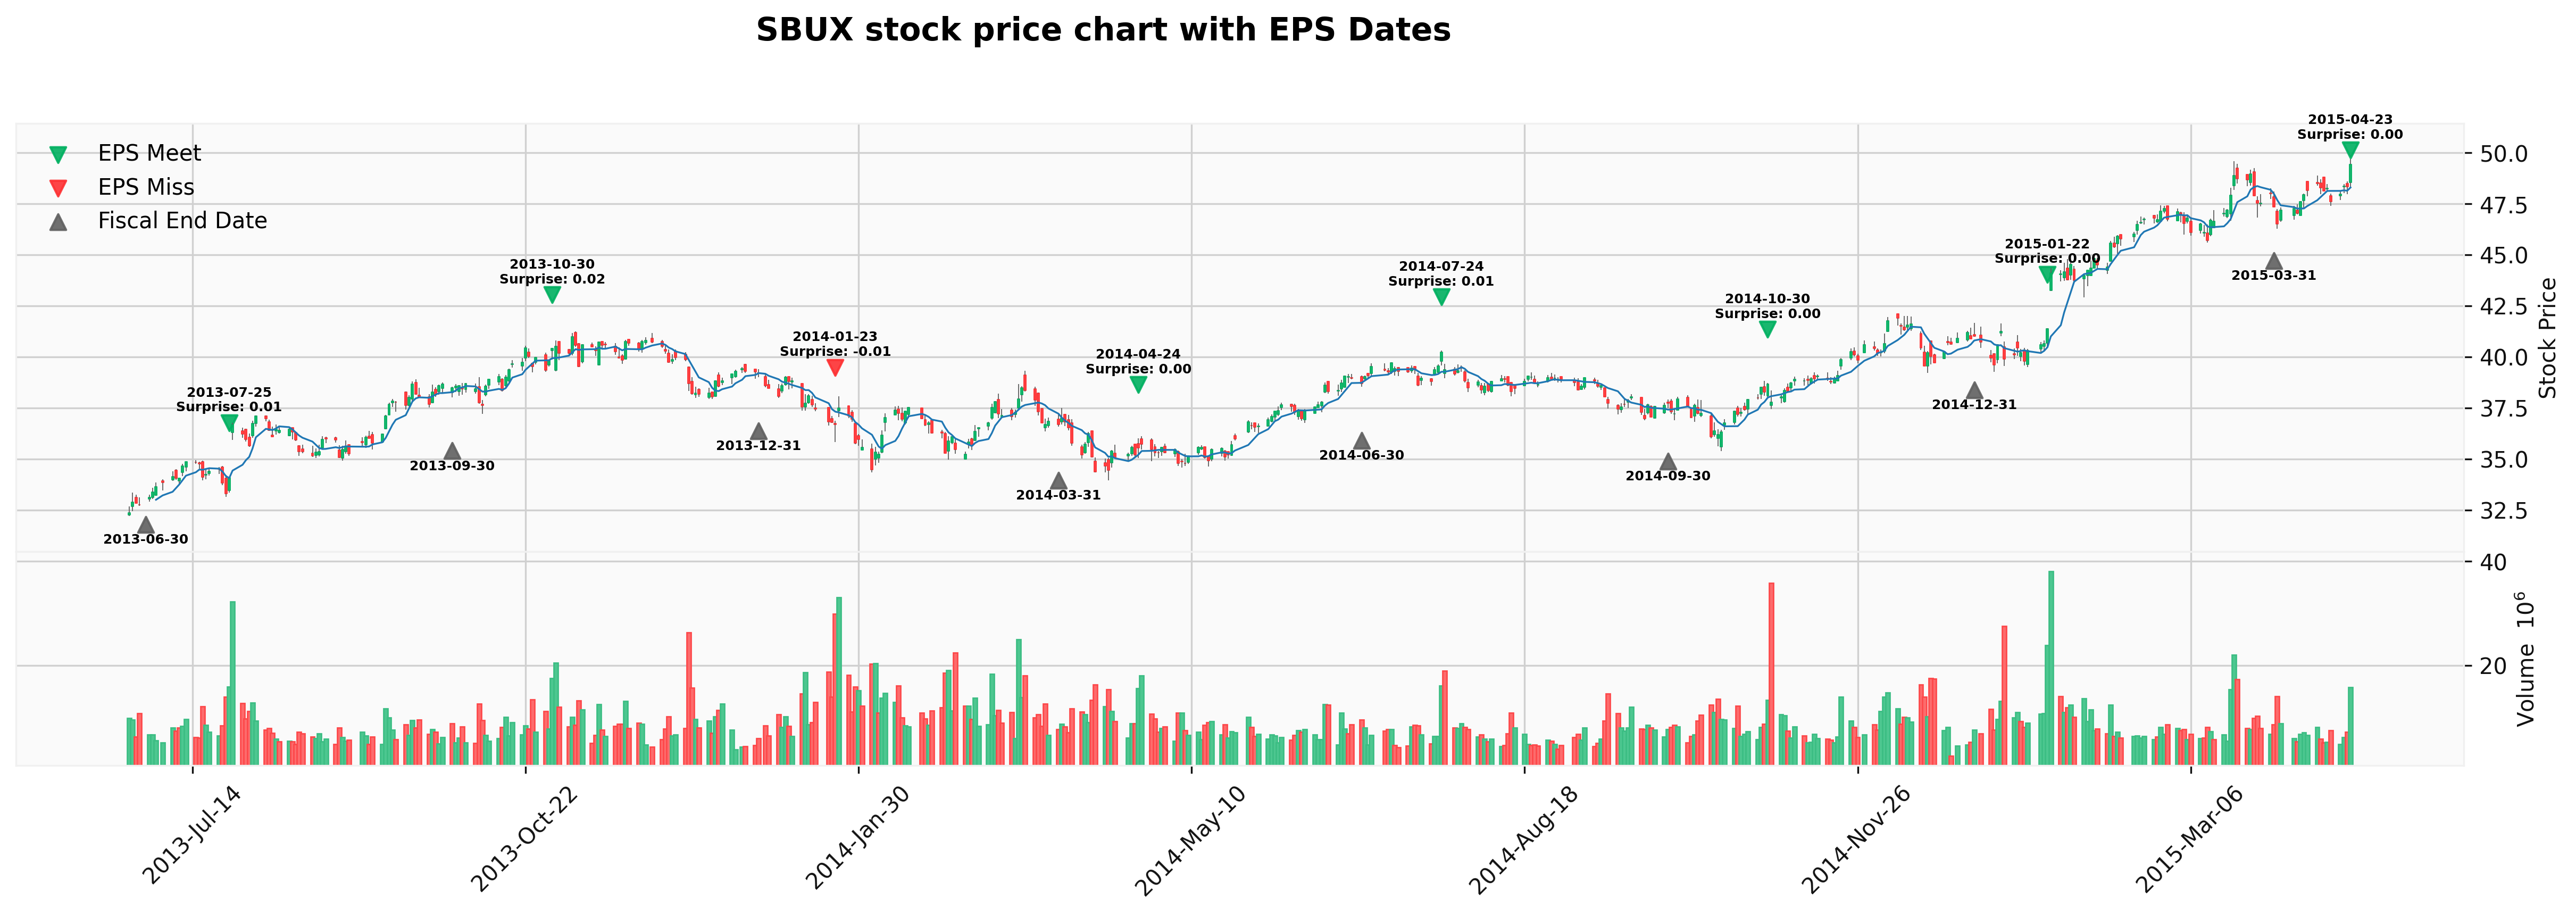 SBUX stock price chart with EPS Dates
EPS Meet
EPS Miss
Fiscal End Date
2013-07-25
Surprise: 0.01
2013-10-30
Surprise: 0.02
2014-01-23
Surprise: -0.01
2014-04-24
Surprise: 0.00
2014-07-24
Surprise: 0.01
2014-10-30
Surprise: 0.00
2015-01-22
Surprise: 0.00
2015-04-23
Surprise: 0.00
2013-06-30
2013-09-30
2013-12-31
2014-03-31
2014-06-30
2014-09-30
2014-12-31
2015-03-31
50.0
47.5
45.0
42.5
40.0
37.5
35.0
32.5
Stock Price
40
20
Volume 10⁶
2013-Jul-14
2013-Oct-22
2014-Jan-30
2014-May-10
2014-Aug-18
2014-Nov-26
2015-Mar-06